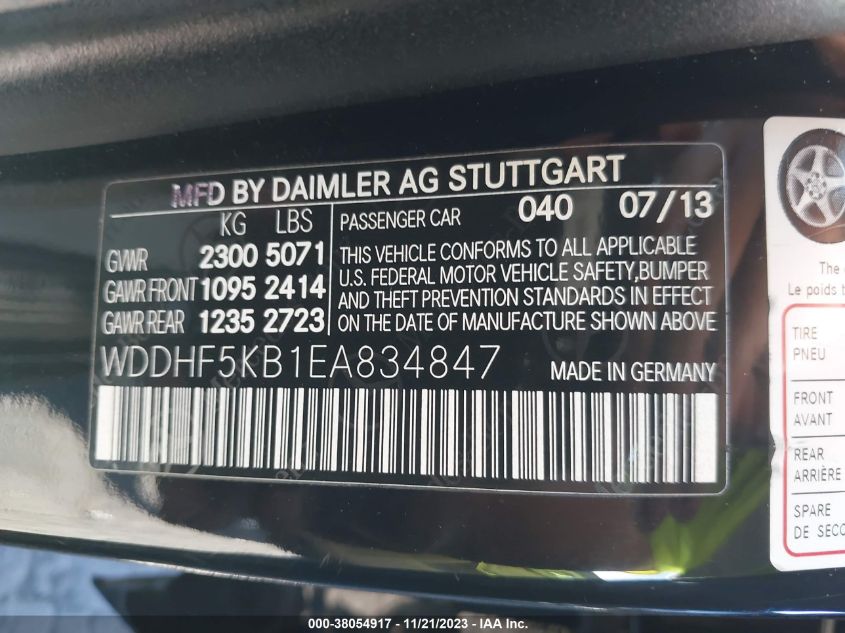 MFD BY DAIMLER AG STUTTGART
KG LBS
GVWR 2300 5071
GAWR FRONT 1095 2414
GAWR REAR 1235 2723
PASSENGER CAR 040 07/13
THIS VEHICLE CONFORMS TO ALL APPLICABLE
U.S. FEDERAL MOTOR VEHICLE SAFETY,BUMPER
AND THEFT PREVENTION STANDARDS IN EFFECT
ON THE DATE OF MANUFACTURE SHOWN ABOVE
WDDHF5KB1EA834847 MADE IN GERMANY
The
Le poids
TIRE
PNEU
FRONT
AVANT
REAR
ARRIÈRE
SPARE
DE
000-38054917 - 11/21/2023 - IAA Inc.